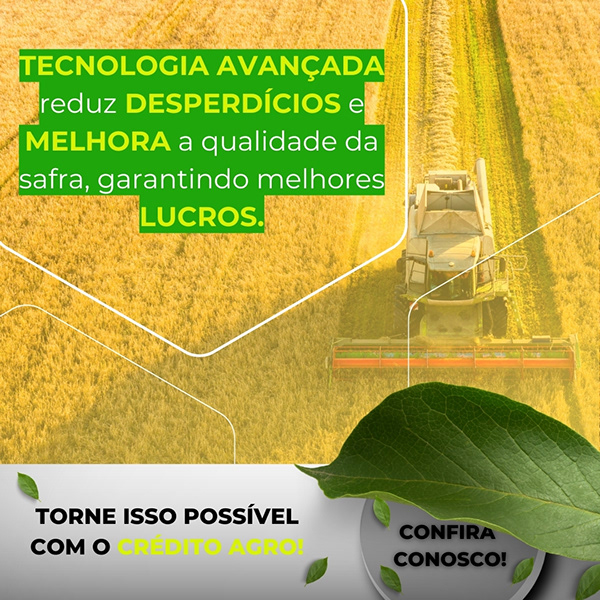 TECNOLOGIA AVANÇADA
reduz DESPERDÍCIOS e
MELHORA a qualidade da
safra, garantindo melhores
LUCROS.
TORNE ISSO POSSÍVEL
COM O CRÉDITO AGRO!
CONFIRA
CONOSCO!